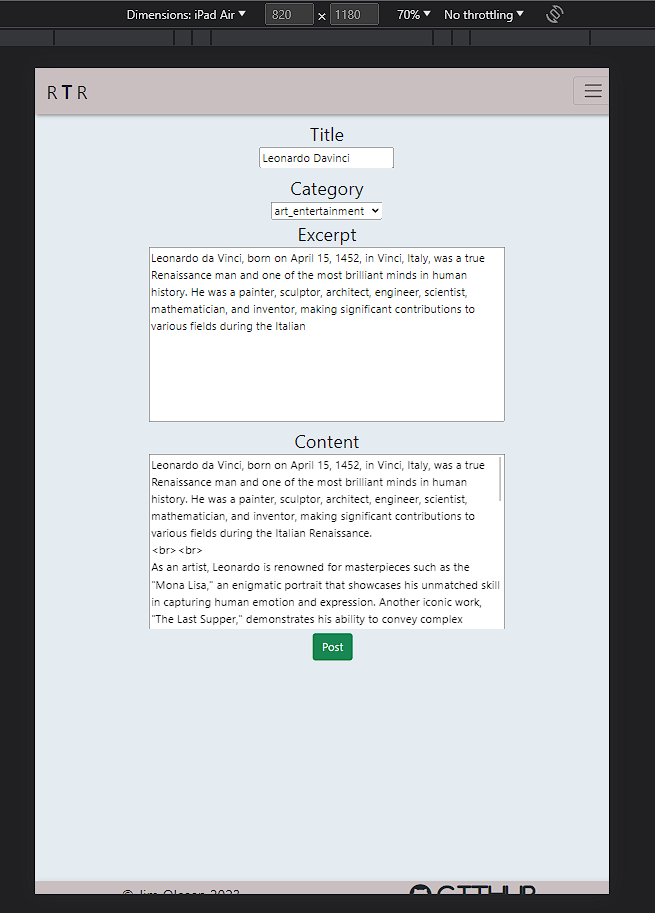 Dimensions: iPad Air 820 × 1180 70% No throttling
R T R
Title
Leonardo Davinci
Category
art_entertainment
Excerpt
Leonardo da Vinci, born on April 15, 1452, in Vinci, Italy, was a true
Renaissance man and one of the most brilliant minds in human
history. He was a painter, sculptor, architect, engineer, scientist,
mathematician, and inventor, making significant contributions to
various fields during the Italian
Content
Leonardo da Vinci, born on April 15, 1452, in Vinci, Italy, was a true
Renaissance man and one of the most brilliant minds in human
history. He was a painter, sculptor, architect, engineer, scientist,
mathematician, and inventor, making significant contributions to
various fields during the Italian Renaissance.
<br><br>
As an artist, Leonardo is renowned for masterpieces such as the
"Mona Lisa," an enigmatic portrait that showcases his unmatched skill
in capturing human emotion and expression. Another iconic work,
"The Last Supper," demonstrates his ability to convey complex
Post
© Jim 2023 GITHUB